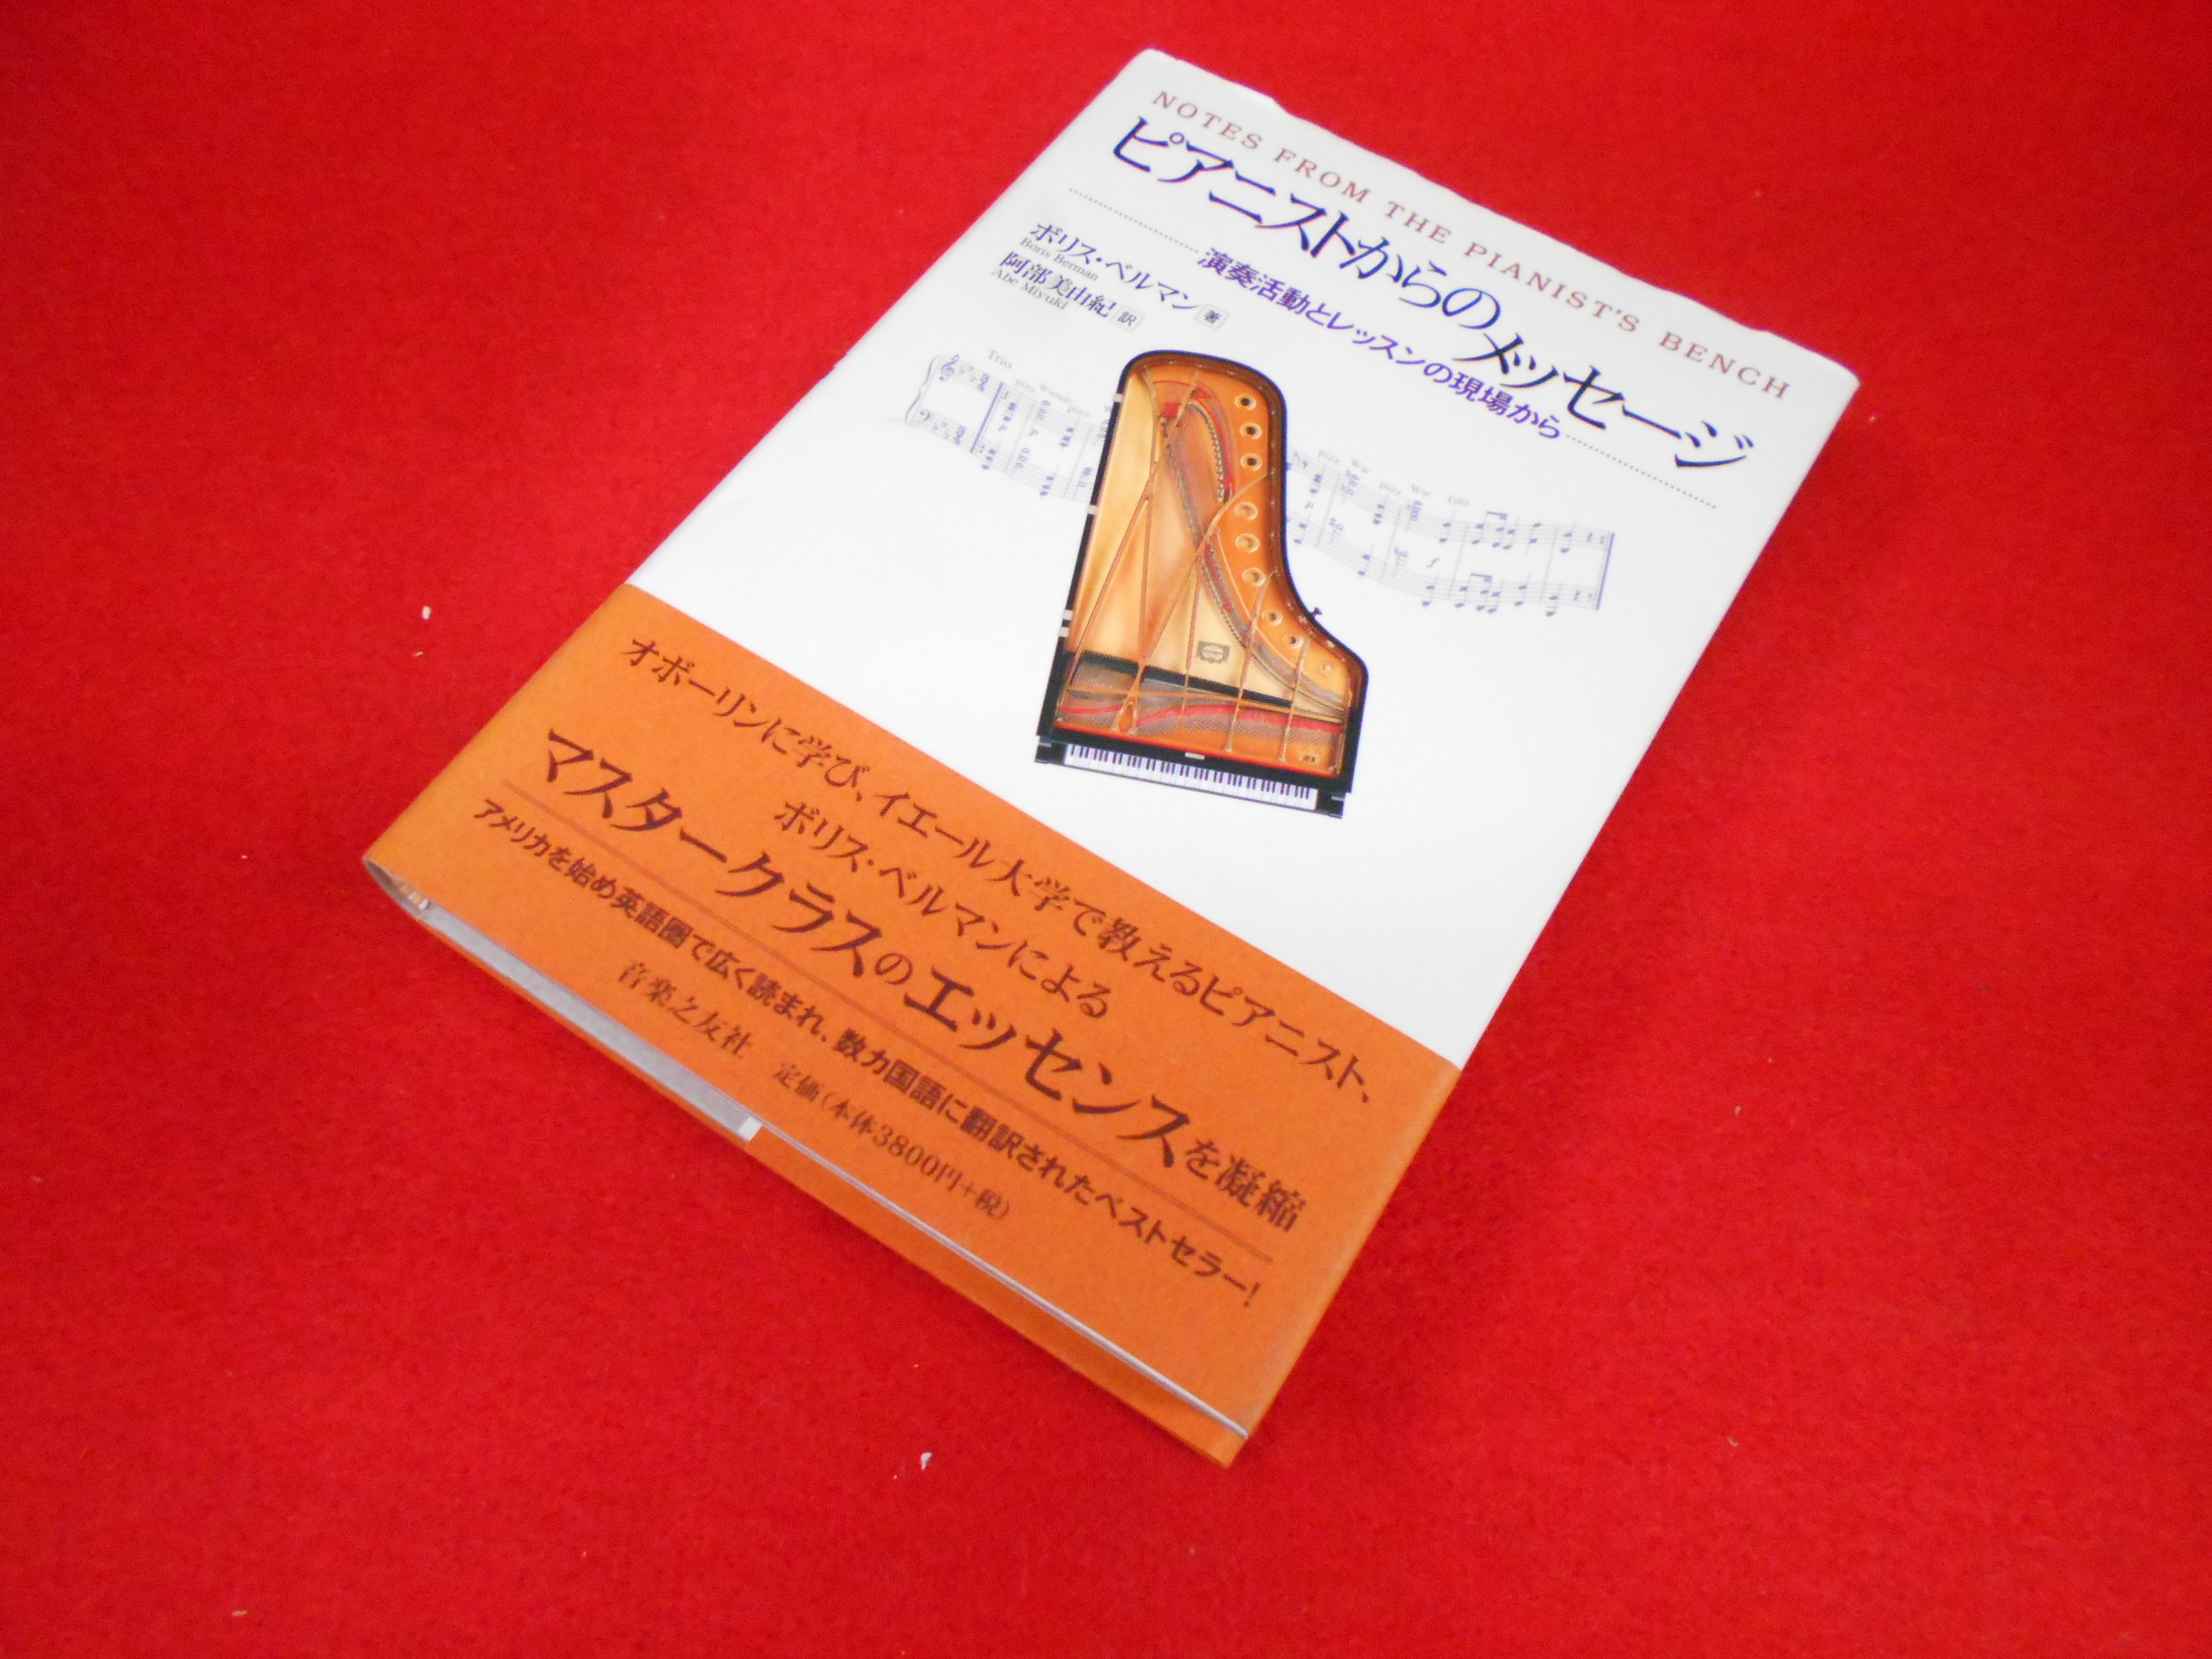 NOTES FROM THE PIANIST'S BENCH
ピアニストからのメッセージ
演奏活動とレッスンの現場から
ボリス・ベルマン 著
Boris Berman
阿部美由紀 訳
Abe Miyuki
Trio
オボーリンに学び、イエール大学で教えるピアニスト、
ボリス・ベルマンによる
マスタークラスのエッセンスを凝縮
アメリカを始め英語圏で広く読まれ、数カ国語に翻訳されたベストセラー!
音楽之友社 定価(本体3800円+税)